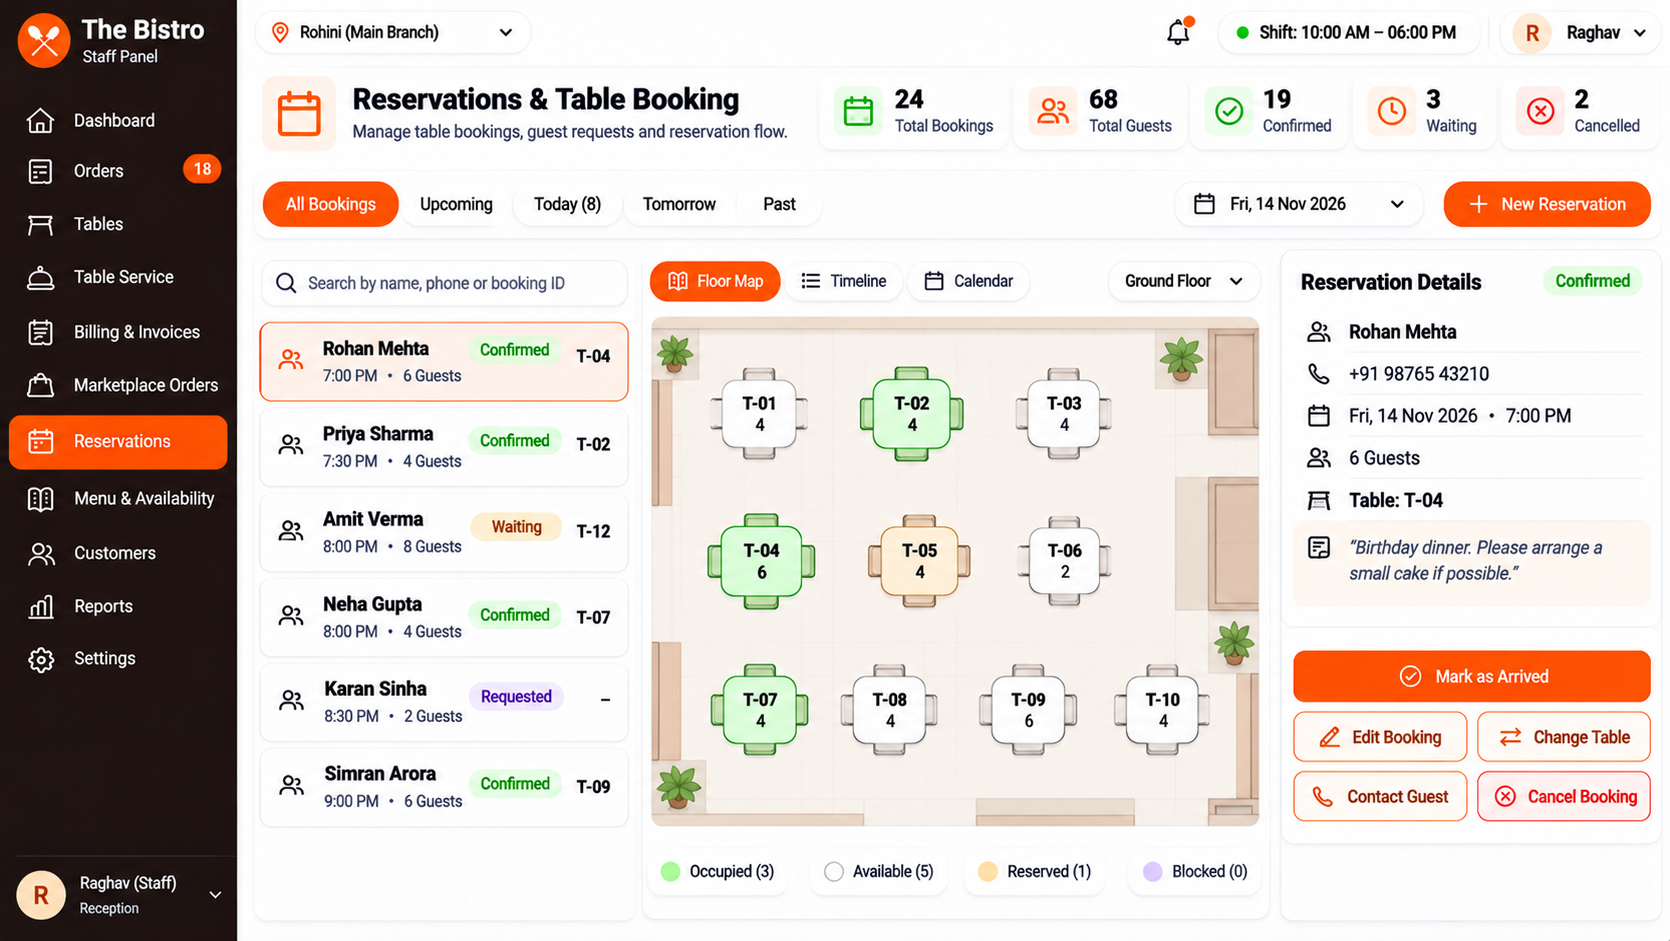 The Bistro
Staff Panel
Dashboard
Orders
18
Tables
Table Service
Billing & Invoices
Marketplace Orders
Reservations
Menu & Availability
Customers
Reports
Settings
R
Raghav (Staff)
Reception
Rohini (Main Branch)
Shift: 10:00 AM – 06:00 PM
R
Raghav
Reservations & Table Booking
Manage table bookings, guest requests and reservation flow.
24
Total Bookings
68
Total Guests
19
Confirmed
3
Waiting
2
Cancelled
All Bookings
Upcoming
Today (8)
Tomorrow
Past
Fri, 14 Nov 2026
+ New Reservation
Search by name, phone or booking ID
Rohan Mehta
Confirmed
T-04
7:00 PM • 6 Guests
Priya Sharma
Confirmed
T-02
7:30 PM • 4 Guests
Amit Verma
Waiting
T-12
8:00 PM • 8 Guests
Neha Gupta
Confirmed
T-07
8:00 PM • 4 Guests
Karan Sinha
Requested
–
8:30 PM • 2 Guests
Simran Arora
Confirmed
T-09
9:00 PM • 6 Guests
Floor Map
Timeline
Calendar
Ground Floor
T-01
4
T-02
4
T-03
4
T-04
6
T-05
4
T-06
2
T-07
4
T-08
4
T-09
6
T-10
4
Occupied (3)
Available (5)
Reserved (1)
Blocked (0)
Reservation Details
Confirmed
Rohan Mehta
+91 98765 43210
Fri, 14 Nov 2026 • 7:00 PM
6 Guests
Table: T-04
“Birthday dinner. Please arrange a
small cake if possible.”
Mark as Arrived
Edit Booking
Change Table
Contact Guest
Cancel Booking